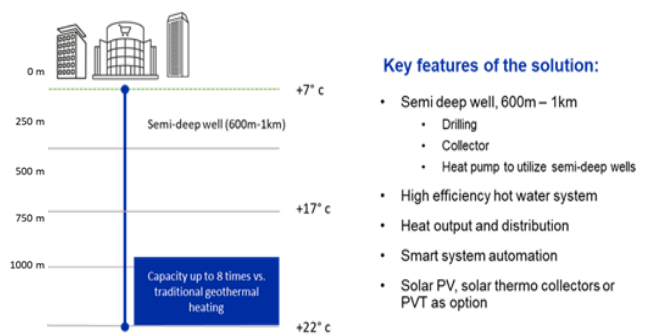 0 m
+7° c
250 m
Semi-deep well (600m-1km)
500 m
750 m
+17° c
1000 m
Capacity up to 8 times vs.
traditional geothermal
heating
+22° c
Key features of the solution:
• Semi deep well, 600m – 1km
• Drilling
• Collector
• Heat pump to utilize semi-deep wells
• High efficiency hot water system
• Heat output and distribution
• Smart system automation
• Solar PV, solar thermo collectors or
PVT as option